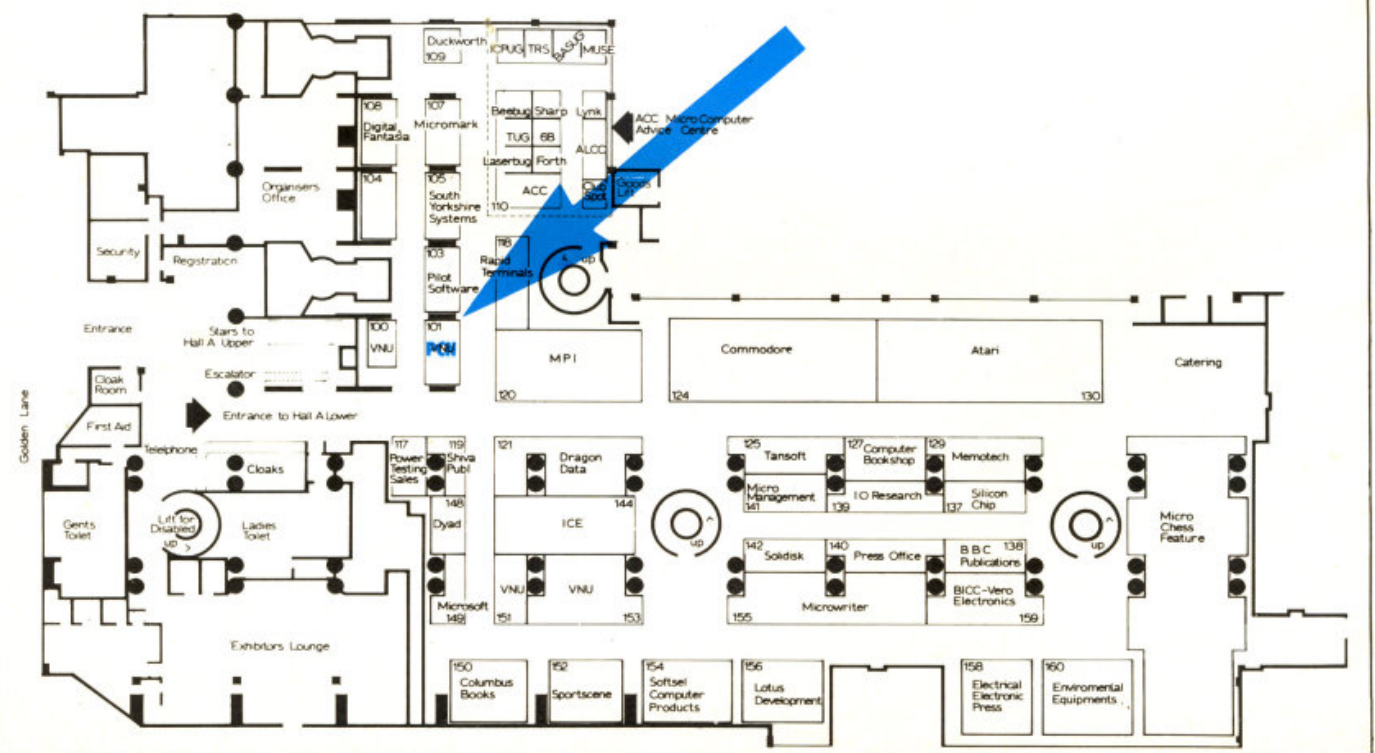 Duckworth
109
ICPUG TRS BASUG MUSE
108
Digital
Fantasia
107
Micromark
Beebug Sharp Lynk
TUG 68
ALCC
Laserbug Forth
ACC
110
Club
Spot
Goods
Lift
ACC Micro Computer
Advice Centre
Organisers
Office
104
105
South
Yorkshire
Systems
Security
Registration
103
Pilot
Software
118
Rapid
Terminals
up
Entrance
Stairs to
Hall A Upper
100
VNU
101
PCN
MPI
120
Commodore
124
Atari
130
Catering
Escalator
Cloak
Room
First Aid
Golden Lane
Entrance to Hall A Lower
Telephone
Cloaks
117
Power
Testing
Sales
119
Shiva
Publ
121
Dragon
Data
125
Tansoft
127
Computer
Bookshop
129
Memotech
Micro
Management
141
IO Research
139
Silicon
Chip
137
Gents
Toilet
Lift for
Disabled
up
Ladies
Toilet
148
Dyad
144
ICE
up
up
Micro
Chess
Feature
142
Solidisk
140
Press Office
BBC 138
Publications
Microsoft
149
VNU
151
VNU
153
Microwriter
155
BICC-Vero
Electronics
159
Exhibitors Lounge
150
Columbus
Books
152
Sportscene
154
Softsel
Computer
Products
156
Lotus
Development
158
Electrical
Electronic
Press
160
Enviromental
Equipments